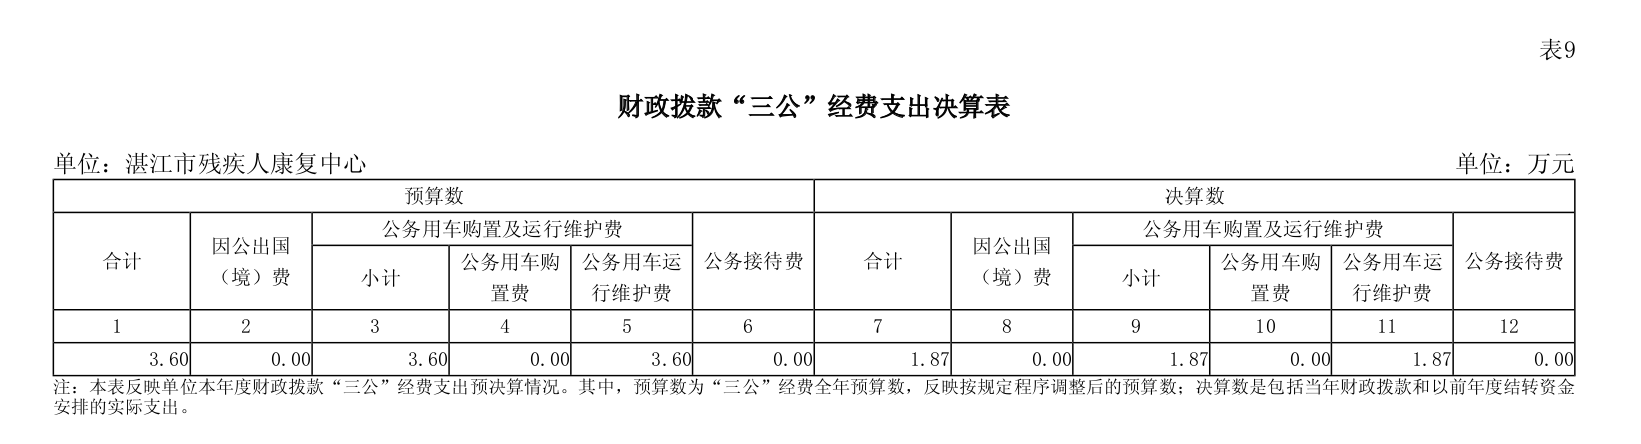 表9
财政拨款“三公”经费支出决算表
单位：湛江市残疾人康复中心 单位：万元
预算数 决算数
合计 因公出国（境）费 公务用车购置及运行维护费 公务接待费 合计 因公出国（境）费 公务用车购置及运行维护费 公务接待费
小计 公务用车购置费 公务用车运行维护费 小计 公务用车购置费 公务用车运行维护费
1 2 3 4 5 6 7 8 9 10 11 12
3.60 0.00 3.60 0.00 3.60 0.00 1.87 0.00 1.87 0.00 1.87 0.00
注：本表反映单位本年度财政拨款“三公”经费支出预决算情况。其中，预算数为“三公”经费全年预算数，反映按规定程序调整后的预算数；决算数是包括当年财政拨款和以前年度结转资金
安排的实际支出。